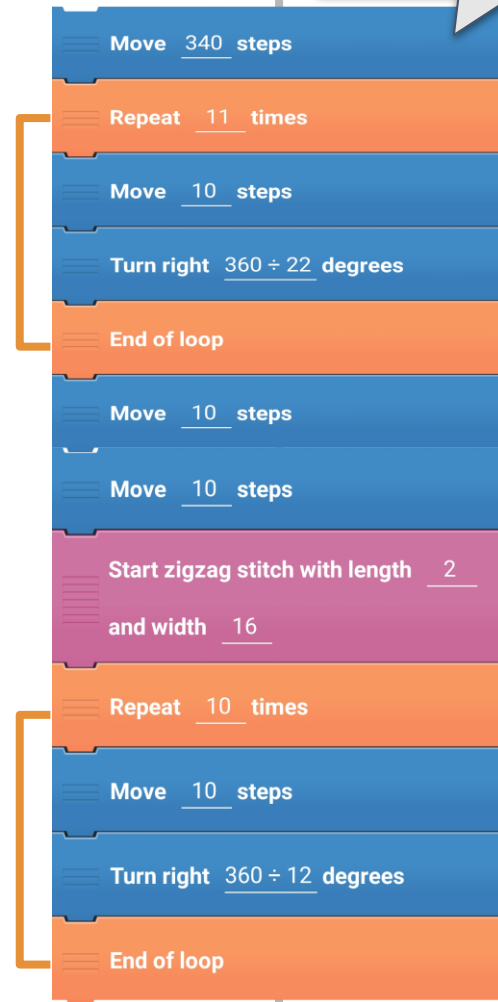 Move 340 steps
Repeat 11 times
Move 10 steps
Turn right 360 ÷ 22 degrees
End of loop
Move 10 steps
Move 10 steps
Start zigzag stitch with length 2
and width 16
Repeat 10 times
Move 10 steps
Turn right 360 ÷ 12 degrees
End of loop